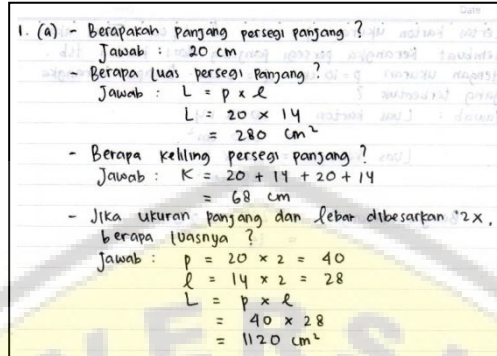 1. (a) - Berapakah panjang persegi panjang ?
Jawab : 20 cm
- Berapa luas persegi panjang ?
Jawab : L = p x l
L = 20 x 14
= 280 cm²
- Berapa keliling persegi panjang ?
Jawab : K = 20 + 14 + 20 + 14
= 68 cm
- Jika ukuran panjang dan lebar dibesarkan 2x,
berapa luasnya ?
Jawab : p = 20 x 2 = 40
l = 14 x 2 = 28
L = p x l
= 40 x 28
= 1120 cm²